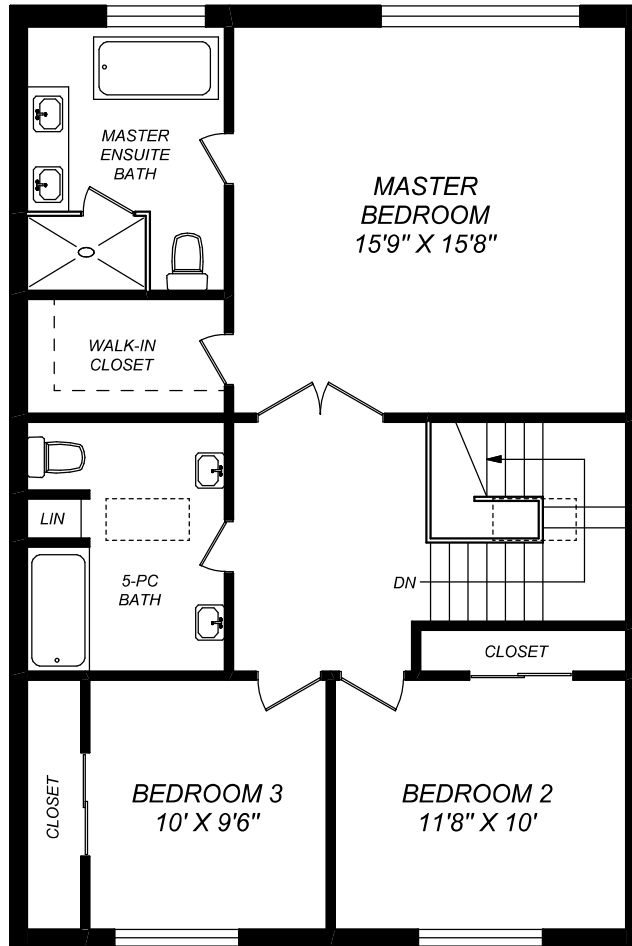 MASTER
ENSUITE
BATH
MASTER
BEDROOM
15'9" X 15'8"
WALK-IN
CLOSET
LIN
5-PC
BATH
DN
CLOSET
CLOSET
BEDROOM 3
10' X 9'6"
BEDROOM 2
11'8" X 10'